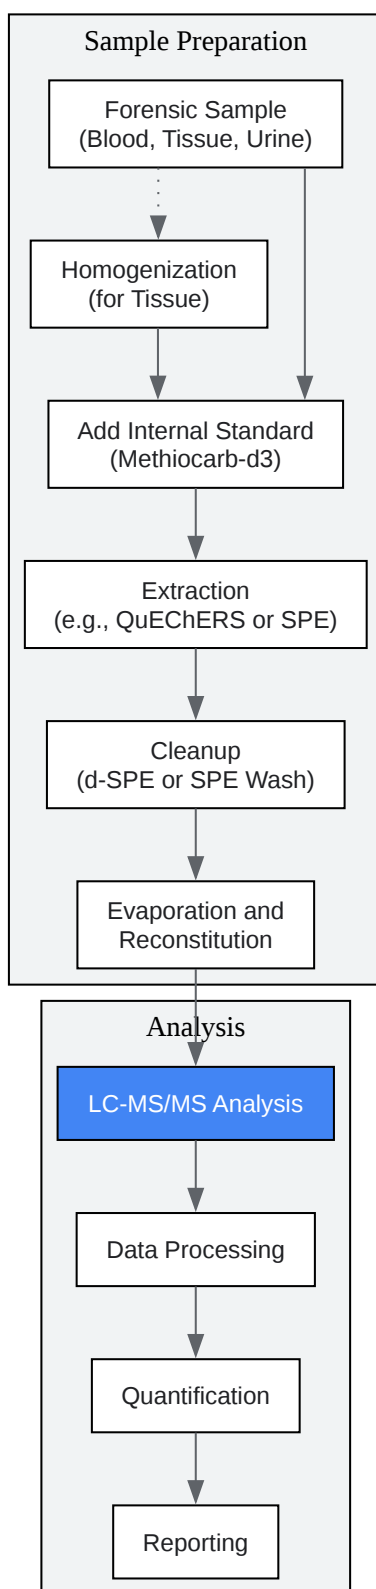 Sample Preparation
Forensic Sample
(Blood, Tissue, Urine)
Homogenization
(for Tissue)
Add Internal Standard
(Methiocarb-d3)
Extraction
(e.g., QuEChERS or SPE)
Cleanup
(d-SPE or SPE Wash)
Evaporation and
Reconstitution
Analysis
LC-MS/MS Analysis
Data Processing
Quantification
Reporting